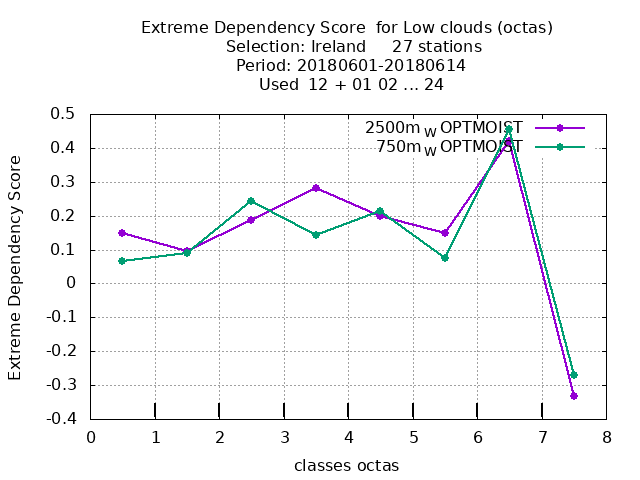 Extreme Dependency Score  for Low clouds (octas)
Selection: Ireland     27 stations
Period: 20180601-20180614
Used  12 + 01 02 ... 24
2500m W OPTMOIST
750m W OPTMOIST
Extreme Dependency Score
0.5
0.4
0.3
0.2
0.1
0
-0.1
-0.2
-0.3
-0.4
0 1 2 3 4 5 6 7 8
classes octas